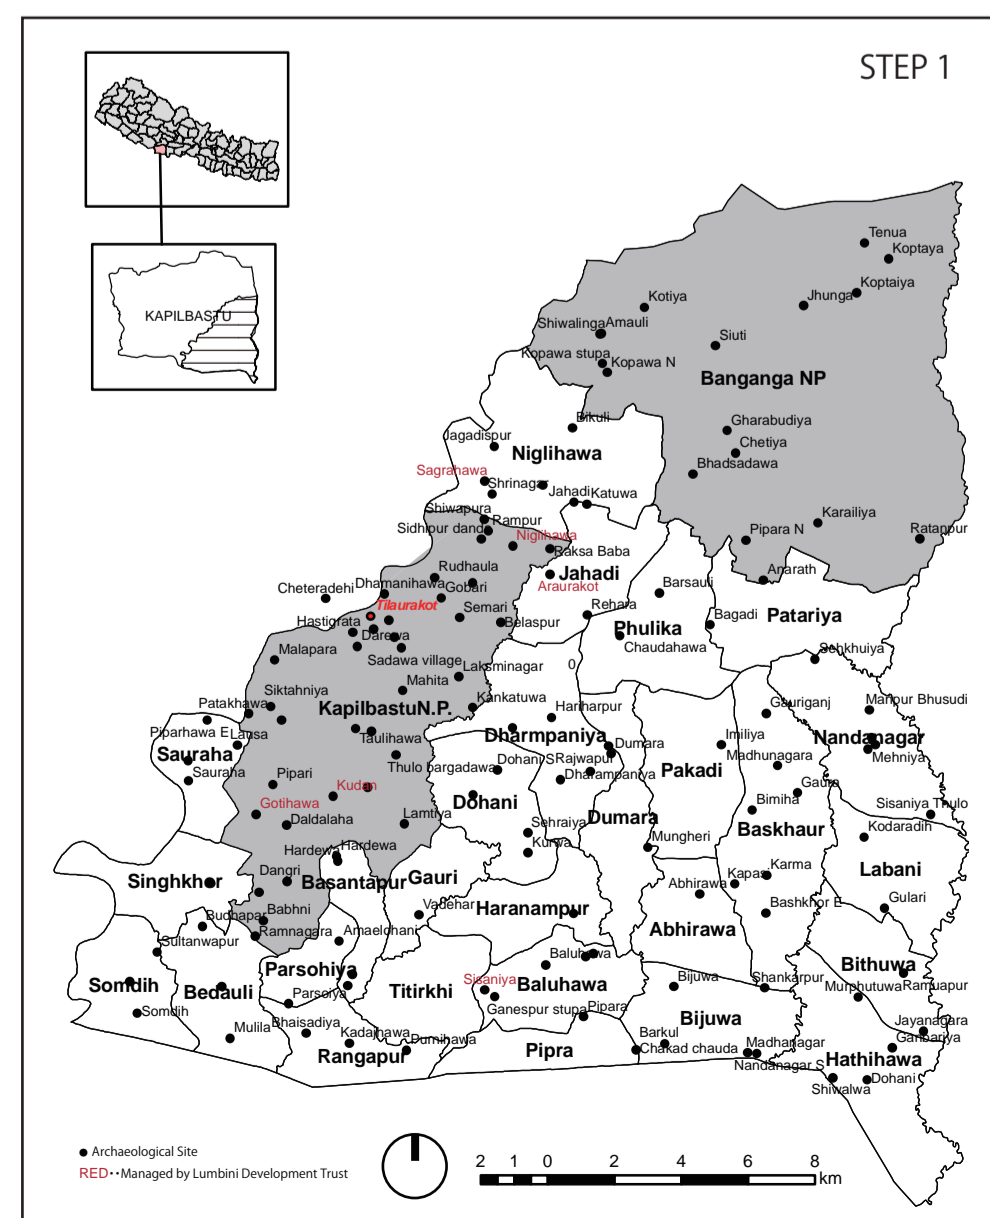 STEP 1
KAPILBASTU
Tenua
Koptaya
Koptaiya
Jhunga
Kotiya
Shiwalinga
Amauli
Siuti
Kopawa stupa
Kopawa N
Banganga NP
Gharabudiya
Chetiya
Bhadsadawa
Bikuli
Jagadispur
Niglihawa
Sagrahawa
Shrinagar
Jahadi
Katuwa
Shiwapura
Rampur
Sidhipur dand
Niglihawa
Karailiya
Pipara N
Ratanpur
Raksa Baba
Jahadi
Araurakot
Anarath
Rudhaula
Dhamanihawa
Gobari
Cheteradehi
Tilaurakot
Semari
Belaspur
Rehara
Barsauli
Bagadi
Patariya
Hastigrata
Darewa
Phulika
Chaudahawa
Sehkhuiya
Malapara
Sadawa village
Laksminagar
0
Mahita
Siktahniya
Kankatuwa
Patakhawa
KapilbastuN.P.
Hariharpur
Gauriganj
Manpur Bhusudi
Piparhawa E
Lausa
Taulihawa
Dharmpaniya
Dumara
Imiliya
Nandanagar
Mehniya
Sauraha
Sauraha
Thulo bargadawa
Dohani S
Rajwapur
Dharampaniya
Pakadi
Madhunagara
Pipari
Kudan
Dohani
Gaura
Bimiha
Sisaniya Thulo
Gotihawa
Daldalaha
Lamtiya
Sehraiya
Dumara
Baskhaur
Kodaradih
Hardewa
Hardewa
Kurwa
Mungheri
Labani
Singhkhor
Dangri
Basantapur
Gauri
Abhirawa
Kapasi
Karma
Gulari
Vadehar
Haranampur
Bashkhor E
Budhapar
Babhni
Ramnagara
Amaelohani
Abhirawa
Sultanwapur
Parsohiya
Baluhawa
Bithuwa
Somdih
Bedauli
Parsoiya
Titirkhi
Sisaniya
Baluhawa
Bijuwa
Shankarpur
Murphutuwa
Ramuapur
Somdih
Ganespur stupa
Pipara
Bijuwa
Jayanagara
Mulila
Bhaisadiya
Kadajhawa
Dumihawa
Barkul
Madhanagar
Ganbariya
Rangapur
Pipra
Chakad chauda
Hathihawa
Nandanagar S
Shiwalwa
Dohani
Archaeological Site
RED Managed by Lumbini Development Trust
2 1 0 2 4 6 8
km